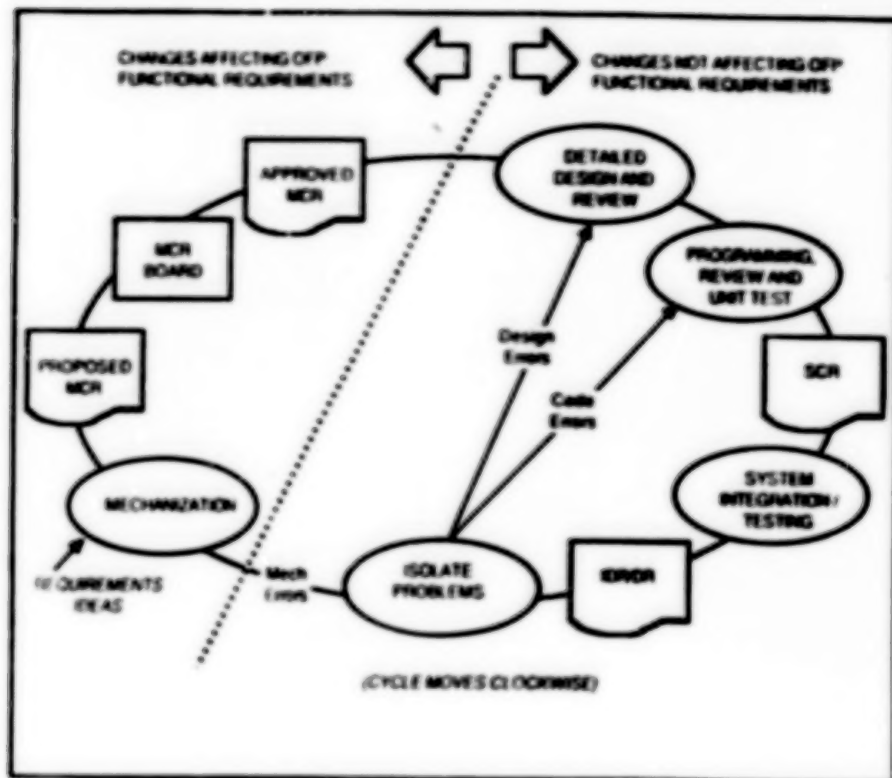 CHANGES AFFECTING OFP
FUNCTIONAL REQUIREMENTS
CHANGES NOT AFFECTING OFP
FUNCTIONAL REQUIREMENTS
APPROVED
MCR
DETAILED
DESIGN AND
REVIEW
MCR
BOARD
PROGRAMMING,
REVIEW AND
UNIT TEST
PROPOSED
MCR
Design
Errors
Code
Errors
SCR
MECHANIZATION
SYSTEM
INTEGRATION /
TESTING
REQUIREMENTS
IDEAS
Mech
Errors
ISOLATE
PROBLEMS
(CYCLE MOVES CLOCKWISE)